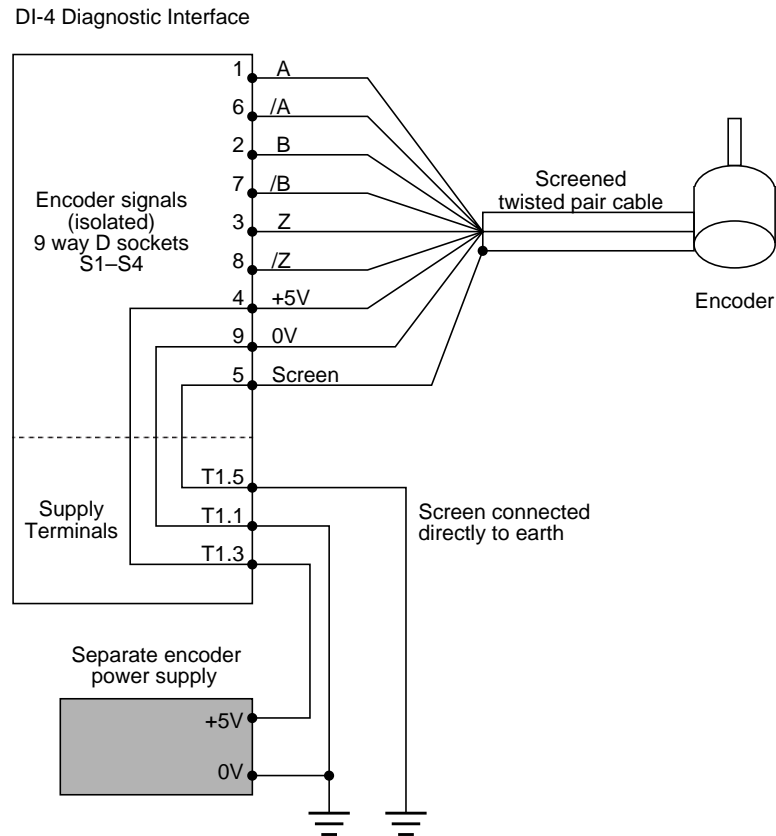 DI-4 Diagnostic Interface
1 A
6 /A
2 B
7 /B
3 Z
8 /Z
4 +5V
9 0V
5 Screen
Encoder signals
(isolated)
9 way D sockets
S1–S4
Screened
twisted pair cable
Encoder
T1.5
T1.1
T1.3
Supply
Terminals
Screen connected
directly to earth
Separate encoder
power supply
+5V
0V